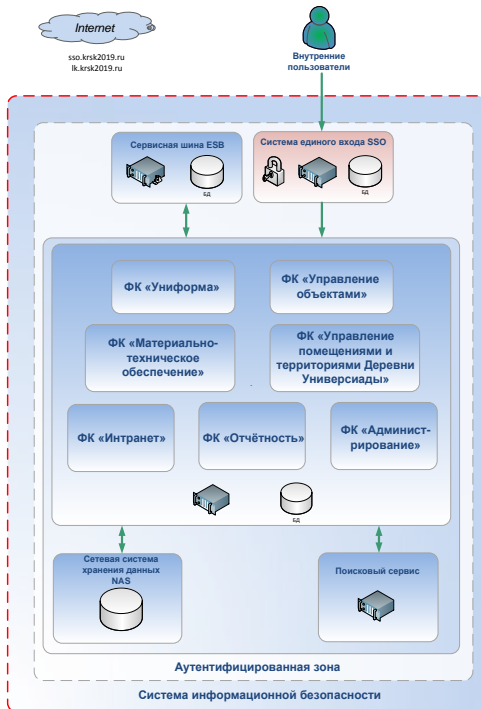 Internet
sso.krsk2019.ru
lk.krsk2019.ru
Внутренние
пользователи
Сервисная шина ESB
БД
Система единого входа SSO
БД
ФК «Униформа»
ФК «Управление
объектами»
ФК «Материально-
техническое
обеспечение»
ФК «Управление
помещениями и
территориями Деревни
Универсиады»
ФК «Интранет»
ФК «Отчётность»
ФК «Админист-
рирование»
БД
Сетевая система
хранения данных
NAS
Поисковый сервис
Аутентифицированная зона
Система информационной безопасности